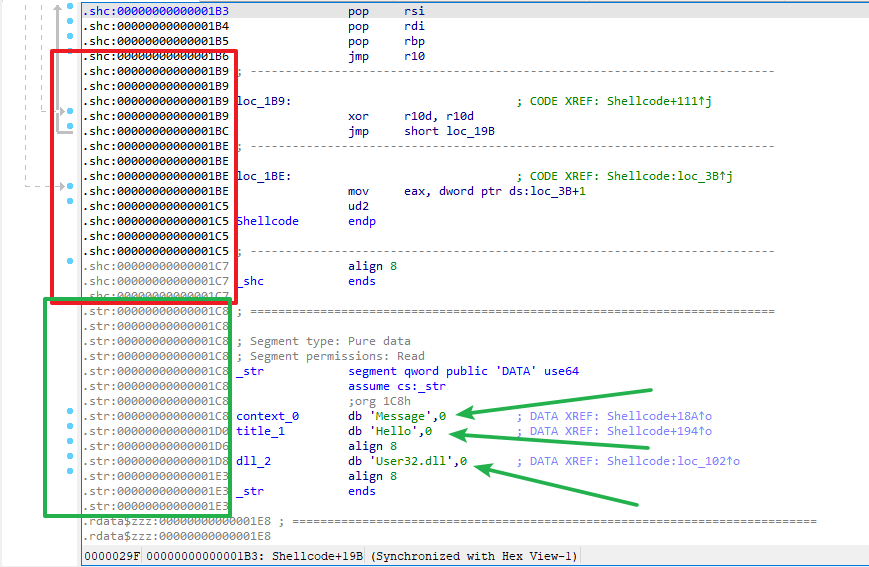 .shc:00000000000001B3                 pop     rsi
.shc:00000000000001B4                 pop     rdi
.shc:00000000000001B5                 pop     rbp
.shc:00000000000001B6                 jmp     r10
.shc:00000000000001B9 ; ---------------------------------------------------------------------------
.shc:00000000000001B9
.shc:00000000000001B9 loc_1B9:                                ; CODE XREF: Shellcode+111↑j
.shc:00000000000001B9                 xor     r10d, r10d
.shc:00000000000001BC                 jmp     short loc_19B
.shc:00000000000001BE ; ---------------------------------------------------------------------------
.shc:00000000000001BE
.shc:00000000000001BE loc_1BE:                                ; CODE XREF: Shellcode:loc_3B↑j
.shc:00000000000001BE                 mov     eax, dword ptr ds:loc_3B+1
.shc:00000000000001C5                 ud2
.shc:00000000000001C5 Shellcode       endp
.shc:00000000000001C5
.shc:00000000000001C5 ; ---------------------------------------------------------------------------
.shc:00000000000001C7                 align 8
.shc:00000000000001C7 _shc            ends
.shc:00000000000001C7
.str:00000000000001C8 ; ===========================================================================
.str:00000000000001C8
.str:00000000000001C8 ; Segment type: Pure data
.str:00000000000001C8 ; Segment permissions: Read
.str:00000000000001C8 _str            segment qword public 'DATA' use64
.str:00000000000001C8                 assume cs:_str
.str:00000000000001C8                 ;org 1C8h
.str:00000000000001C8 context_0       db 'Message',0          ; DATA XREF: Shellcode+18A↑o
.str:00000000000001D0 title_1         db 'Hello',0            ; DATA XREF: Shellcode+194↑o
.str:00000000000001D6                 align 8
.str:00000000000001D8 dll_2           db 'User32.dll',0       ; DATA XREF: Shellcode:loc_102↑o
.str:00000000000001E3                 align 8
.str:00000000000001E3 _str            ends
.str:00000000000001E3
.rdata$zzz:00000000000001E8 ; ===========================================================================
.rdata$zzz:00000000000001E8
0000029F 00000000000001B3: Shellcode+19B (Synchronized with Hex View-1)